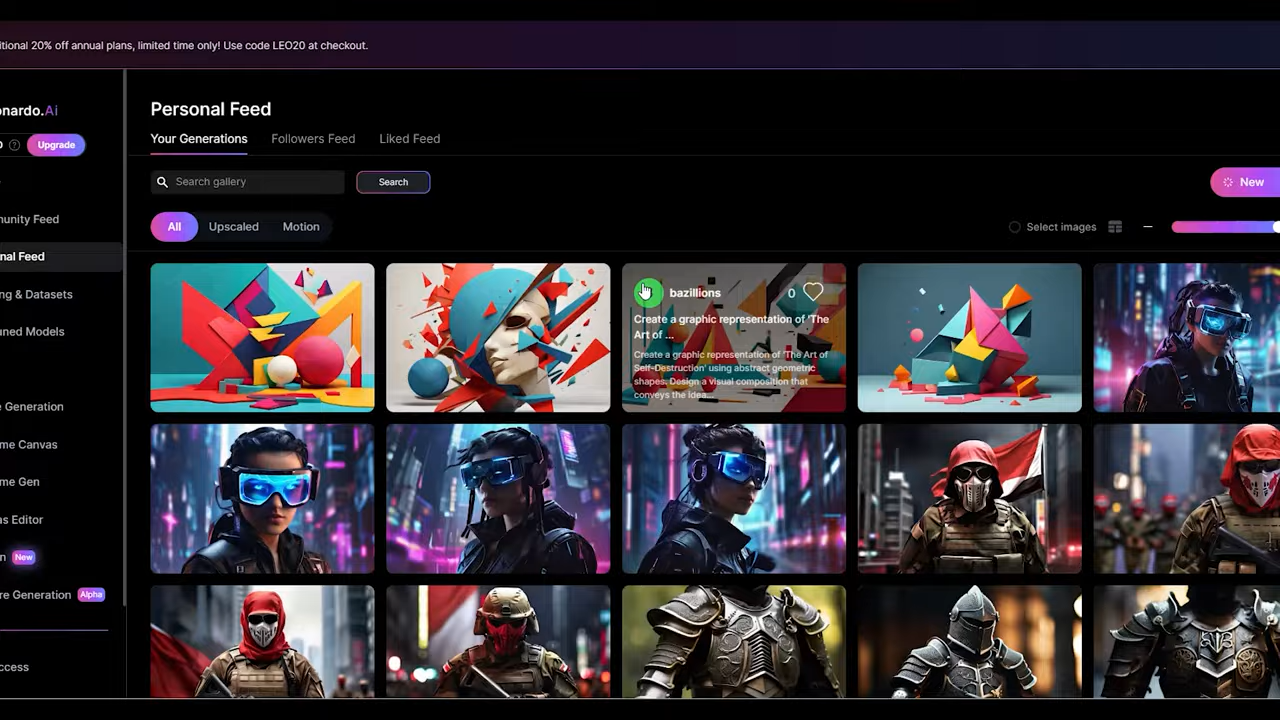 itional 20% off annual plans, limited time only! Use code LEO20 at checkout.
onardo.Ai
Upgrade
unity Feed
nal Feed
ng & Datasets
uned Models
e Generation
me Canvas
me Gen
as Editor
n New
re Generation Alpha
ccess
Personal Feed
Your Generations Followers Feed Liked Feed
Search gallery Search
New
All Upscaled Motion
Select images
bazillions 0
Create a graphic representation of 'The
Art of ...
Create a graphic representation of 'The Art of
Self-Destruction' using abstract geometric
shapes. Design a visual composition that
conveys the idea...